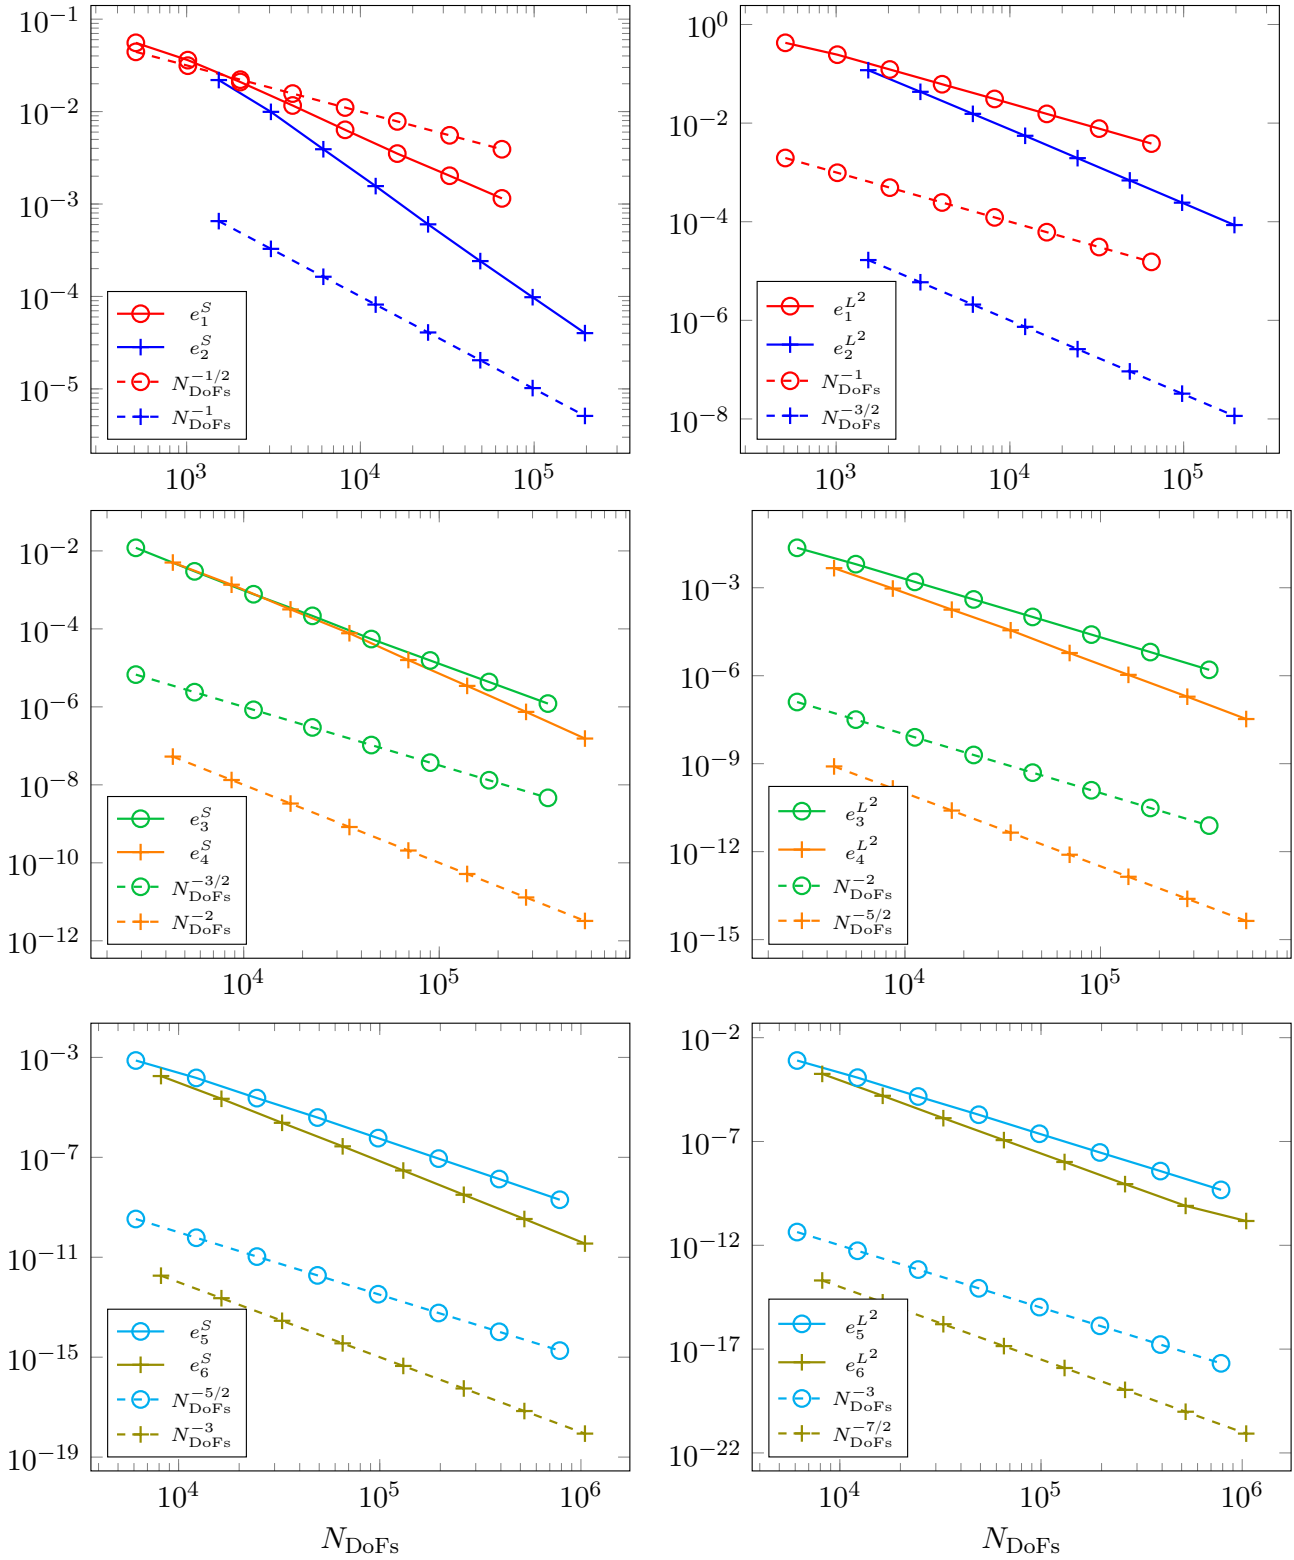 10^{-1}
10^{-2}
10^{-3}
10^{-4}
10^{-5}
e_1^S
e_2^S
N_{DoFs}^{-1/2}
N_{DoFs}^{-1}
10^3 10^4 10^5
10^0
10^{-2}
10^{-4}
10^{-6}
10^{-8}
e_1^{L^2}
e_2^{L^2}
N_{DoFs}^{-1}
N_{DoFs}^{-3/2}
10^3 10^4 10^5
10^{-2}
10^{-4}
10^{-6}
10^{-8}
10^{-10}
10^{-12}
e_3^S
e_4^S
N_{DoFs}^{-3/2}
N_{DoFs}^{-2}
10^4 10^5
10^{-3}
10^{-6}
10^{-9}
10^{-12}
10^{-15}
e_3^{L^2}
e_4^{L^2}
N_{DoFs}^{-2}
N_{DoFs}^{-5/2}
10^4 10^5
10^{-3}
10^{-7}
10^{-11}
10^{-15}
10^{-19}
e_5^S
e_6^S
N_{DoFs}^{-5/2}
N_{DoFs}^{-3}
10^4 10^5 10^6
N_{DoFs}
10^{-2}
10^{-7}
10^{-12}
10^{-17}
10^{-22}
e_5^{L^2}
e_6^{L^2}
N_{DoFs}^{-3}
N_{DoFs}^{-7/2}
10^4 10^5 10^6
N_{DoFs}